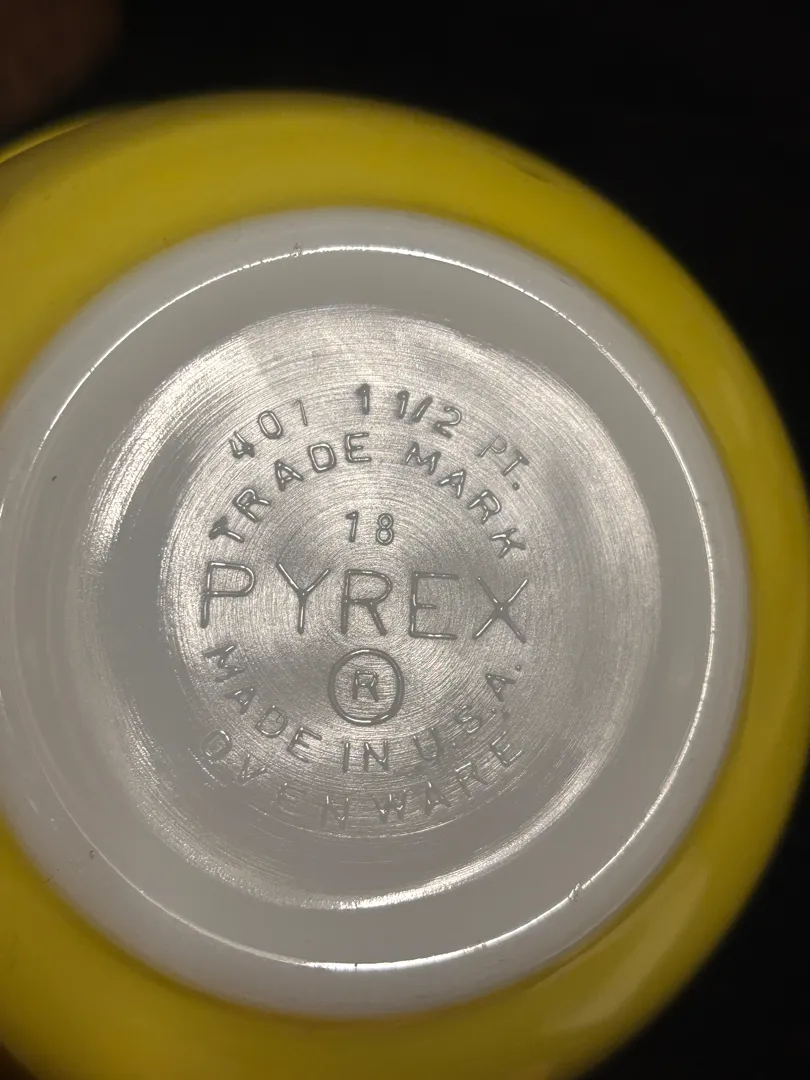 401 1 1/2 PT.
TRADE MARK
18
PYREX
®
MADE IN U.S.A.
OVENWARE